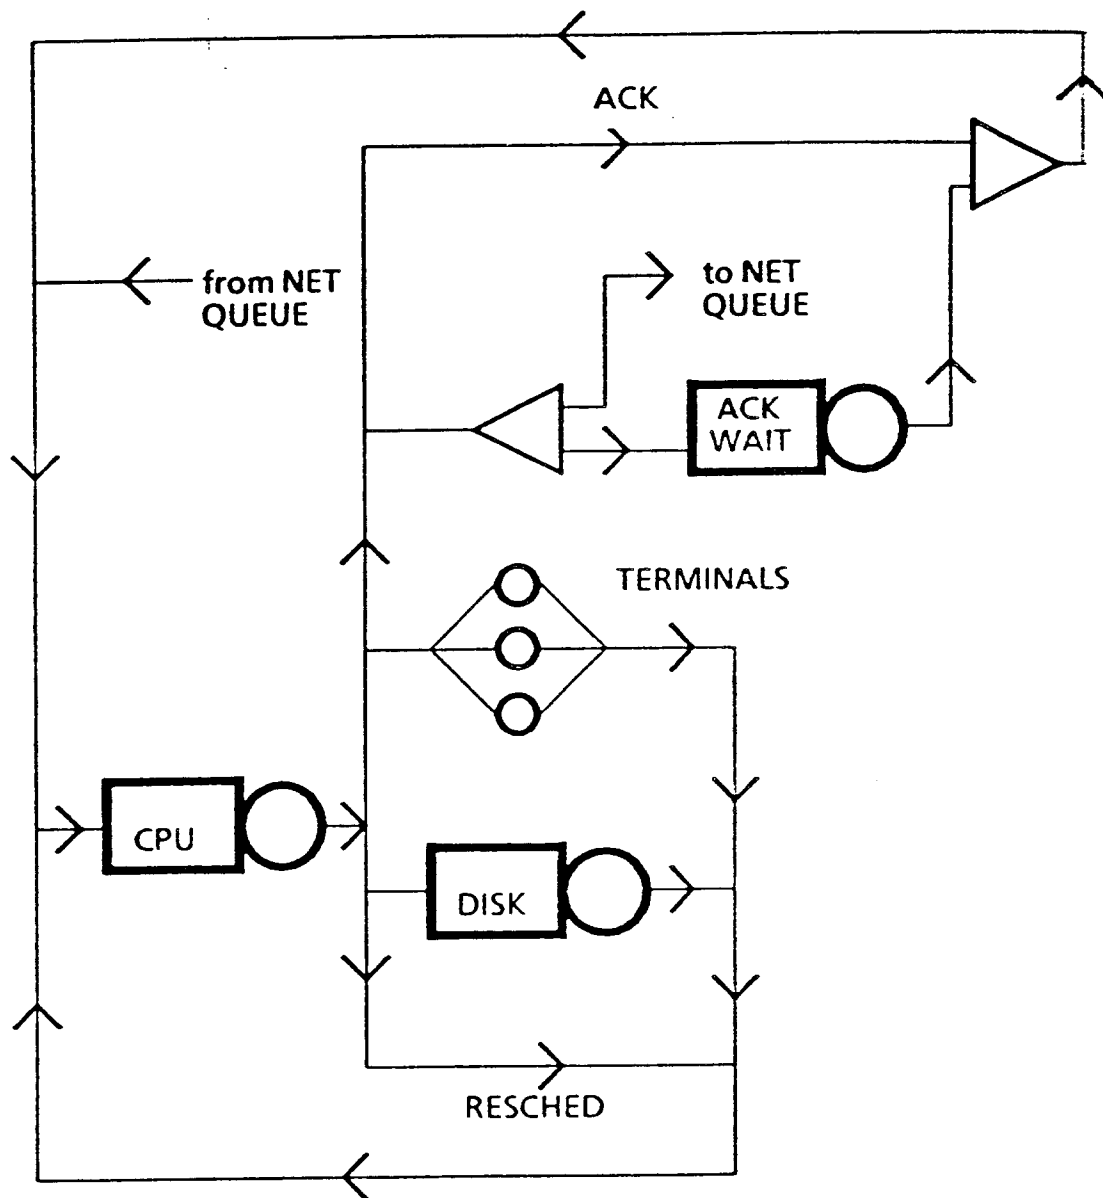 ACK
from NET
QUEUE
to NET
QUEUE
ACK
WAIT
TERMINALS
CPU
DISK
RESCHED